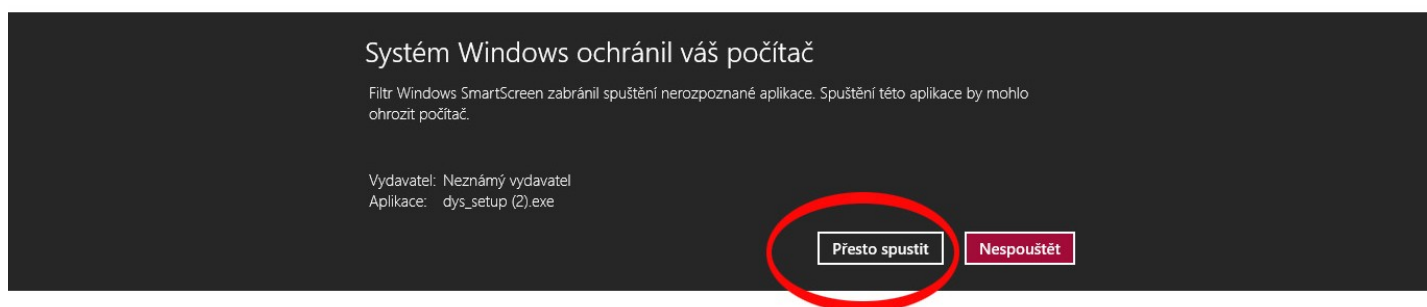 Systém Windows ochránil váš počítač
Filtr Windows SmartScreen zabránil spuštění nerozpoznané aplikace. Spuštění této aplikace by mohlo
ohrozit počítač.
Vydavatel: Neznámý vydavatel
Aplikace: dys_setup (2).exe
Přesto spustit Nespouštět